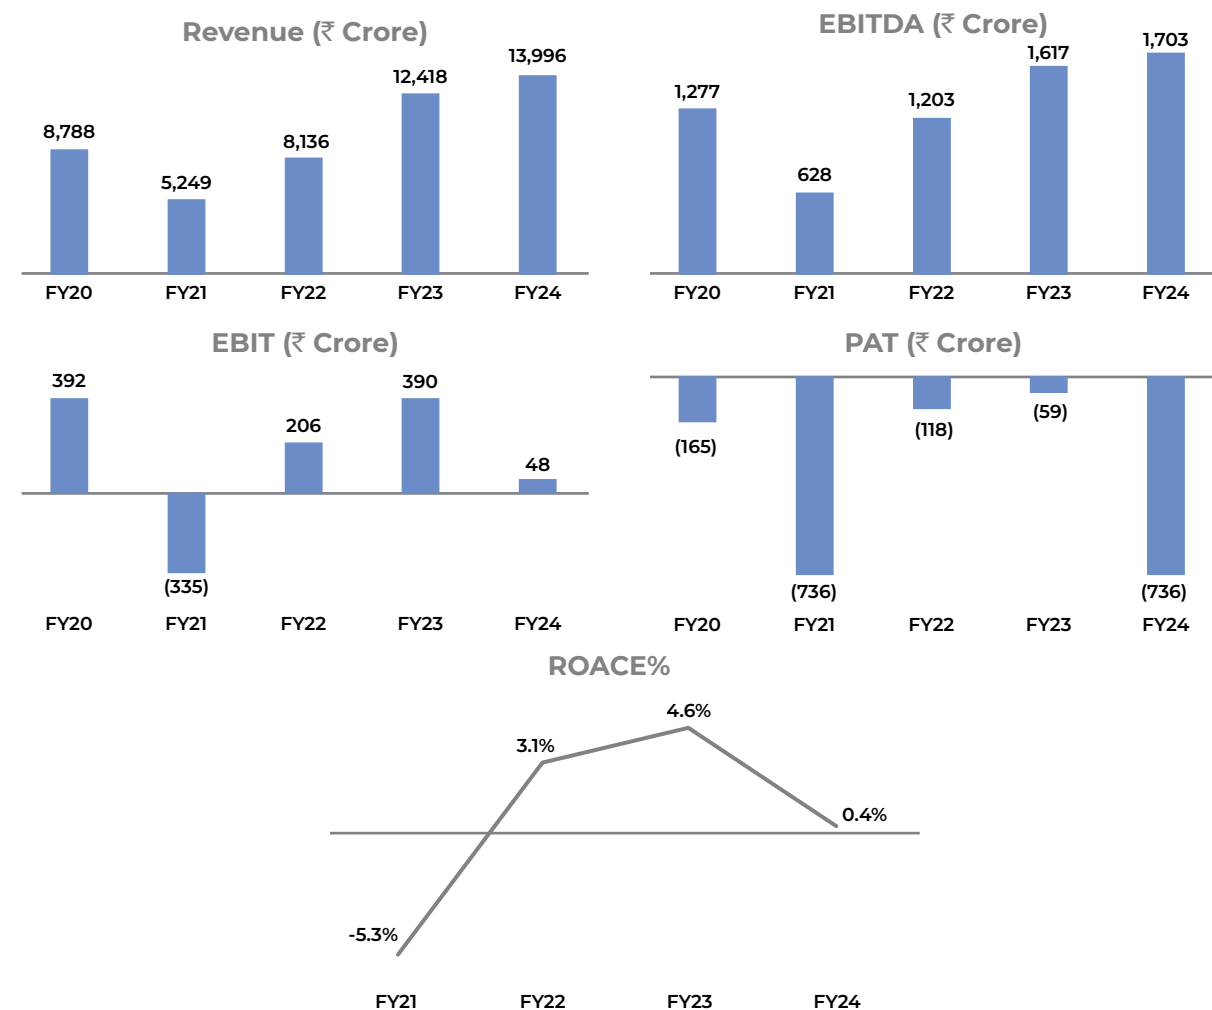 Revenue (₹ Crore)
13,996
12,418
8,788
8,136
5,249
FY20 FY21 FY22 FY23 FY24
EBITDA (₹ Crore)
1,703
1,617
1,277
1,203
628
FY20 FY21 FY22 FY23 FY24
EBIT (₹ Crore)
392
390
206
48
(335)
FY20 FY21 FY22 FY23 FY24
PAT (₹ Crore)
(59)
(118)
(165)
(736)
(736)
FY20 FY21 FY22 FY23 FY24
ROACE%
4.6%
3.1%
0.4%
-5.3%
FY21 FY22 FY23 FY24